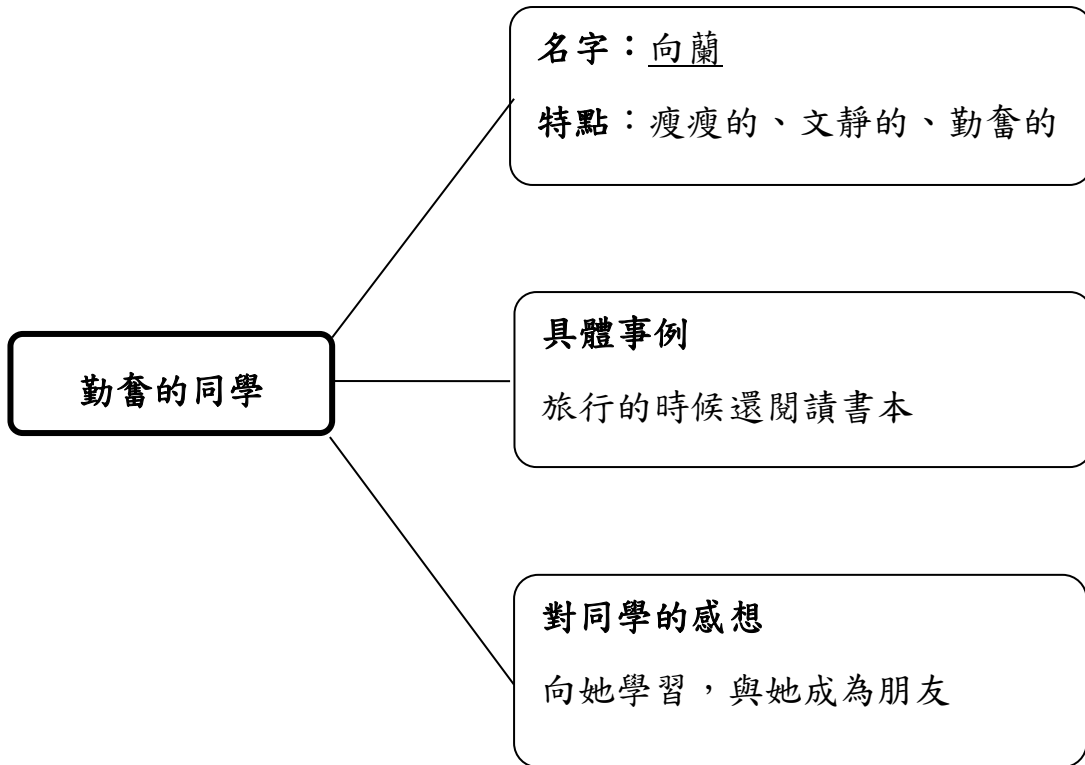 名字：向蘭
特點：瘦瘦的、文靜的、勤奮的
具體事例
旅行的時候還閱讀書本
勤奮的同學
對同學的感想
向她學習，與她成為朋友